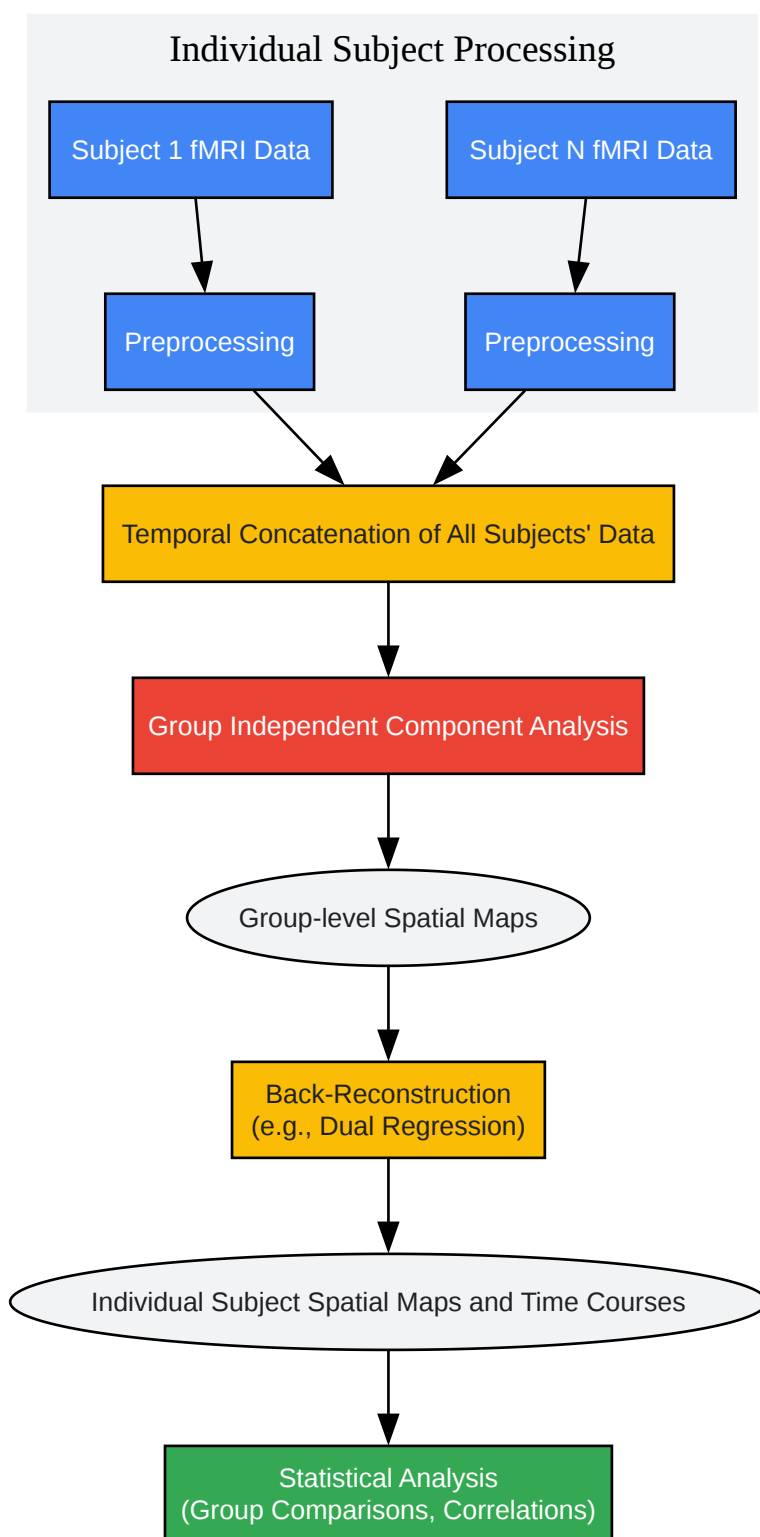 Individual Subject Processing
Subject 1 fMRI Data
Subject N fMRI Data
Preprocessing
Preprocessing
Temporal Concatenation of All Subjects' Data
Group Independent Component Analysis
Group-level Spatial Maps
Back-Reconstruction
(e.g., Dual Regression)
Individual Subject Spatial Maps and Time Courses
Statistical Analysis
(Group Comparisons, Correlations)